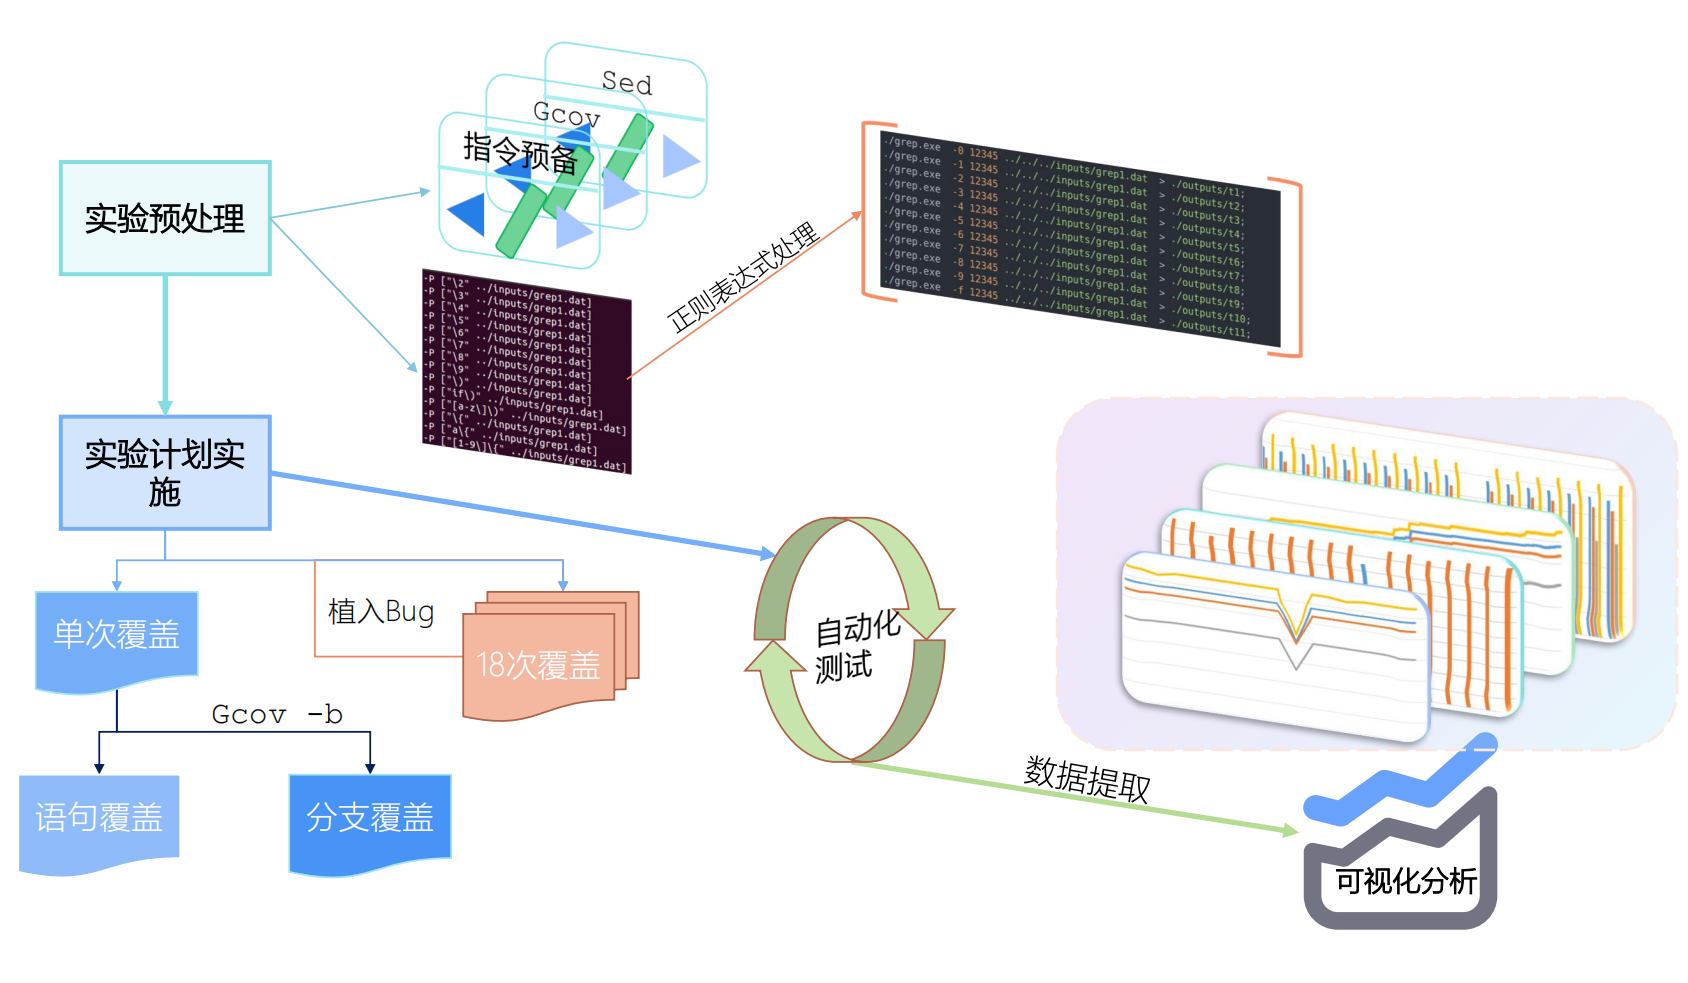 Sed
Gcov
指令预备
实验预处理
正则表达式处理
./grep.exe  -0 12345 ../../../inputs/grep1.dat  > ./outputs/t1;
./grep.exe  -1 12345 ../../../inputs/grep1.dat  > ./outputs/t2;
./grep.exe  -2 12345 ../../../inputs/grep1.dat  > ./outputs/t3;
./grep.exe  -3 12345 ../../../inputs/grep1.dat  > ./outputs/t4;
./grep.exe  -4 12345 ../../../inputs/grep1.dat  > ./outputs/t5;
./grep.exe  -5 12345 ../../../inputs/grep1.dat  > ./outputs/t6;
./grep.exe  -6 12345 ../../../inputs/grep1.dat  > ./outputs/t7;
./grep.exe  -7 12345 ../../../inputs/grep1.dat  > ./outputs/t8;
./grep.exe  -8 12345 ../../../inputs/grep1.dat  > ./outputs/t9;
./grep.exe  -9 12345 ../../../inputs/grep1.dat  > ./outputs/t10;
./grep.exe  -f 12345 ../../../inputs/grep1.dat  > ./outputs/t11;
-P ["\2" ../inputs/grep1.dat]
-P ["\3" ../inputs/grep1.dat]
-P ["\4" ../inputs/grep1.dat]
-P ["\5" ../inputs/grep1.dat]
-P ["\6" ../inputs/grep1.dat]
-P ["\7" ../inputs/grep1.dat]
-P ["\8" ../inputs/grep1.dat]
-P ["\9" ../inputs/grep1.dat]
-P ["\)" ../inputs/grep1.dat]
-P ["if\)" ../inputs/grep1.dat]
-P ["[a-z\]\)" ../inputs/grep1.dat]
-P ["\{" ../inputs/grep1.dat]
-P ["a\{" ../inputs/grep1.dat]
-P ["[1-9\]\{" ../inputs/grep1.dat]
实验计划实
施
植入Bug
单次覆盖
18次覆盖
自动化
测试
Gcov -b
语句覆盖
分支覆盖
数据提取
可视化分析